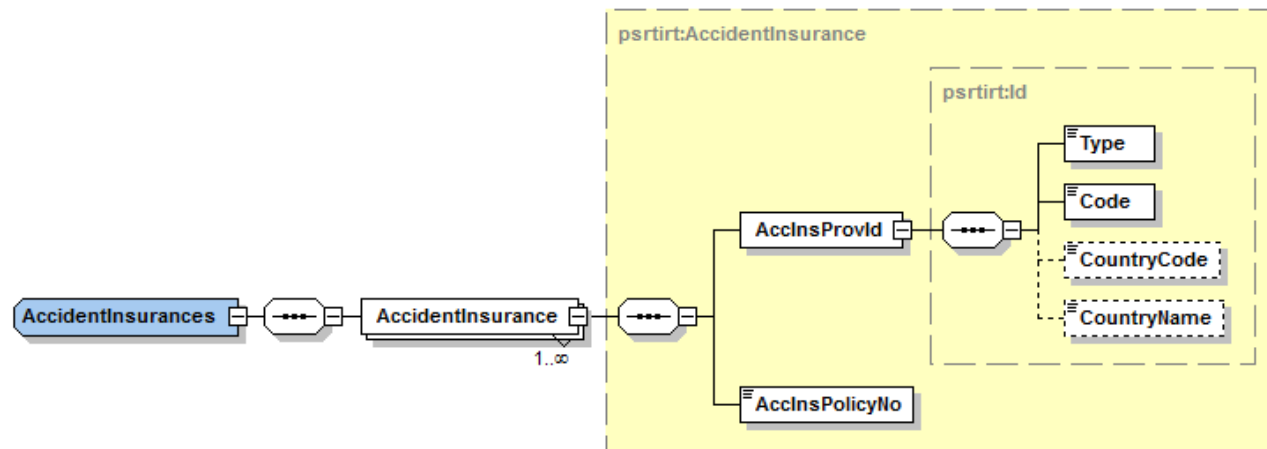 psrtirt:AccidentInsurance
psrtirt:Id
Type
Code
AccInsProvId
CountryCode
AccidentInsurances
AccidentInsurance
CountryName
1..∞
AccInsPolicyNo